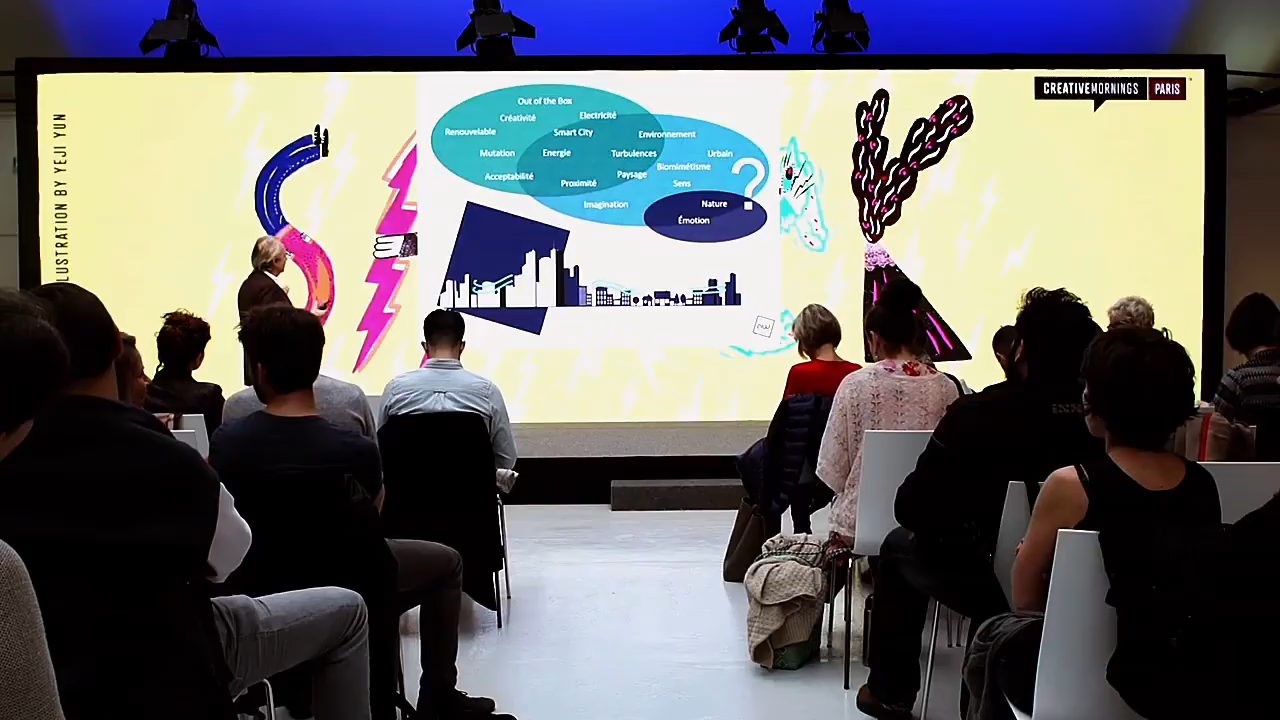 CREATIVEMORNINGS PARIS
LUSTRATION BY YEJI YUN
Out of the Box
Créativité
Electricité
Renouvelable
Smart City
Environnement
Mutation
Energie
Turbulences
Urbain
Biomimétisme
Acceptabilité
Paysage
Proximité
Sens
?
Imagination
Nature
Émotion